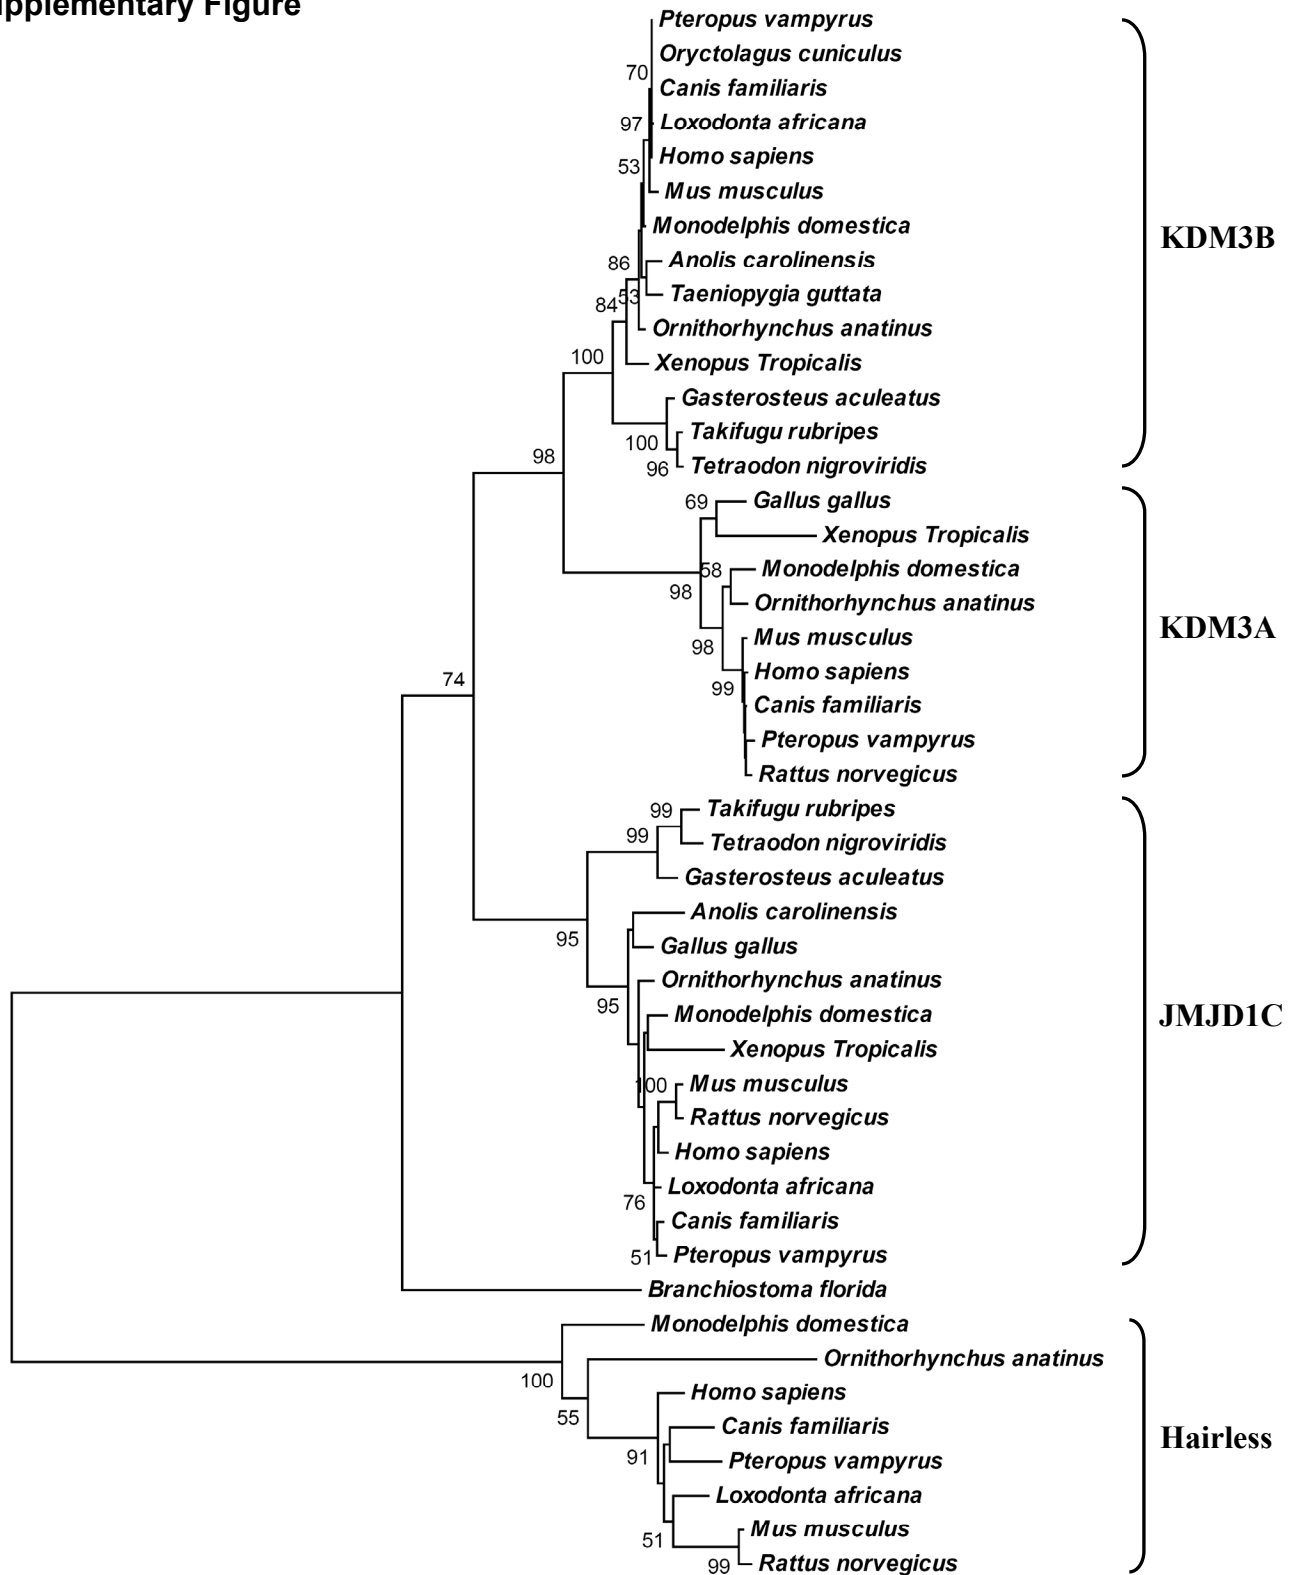 upplementary Figure
Pteropus vampyrus
Oryctolagus cuniculus
70
Canis familiaris
97
Loxodonta africana
Homo sapiens
53
Mus musculus
Monodelphis domestica
KDM3B
86
Anolis carolinensis
53
Taeniopygia guttata
84
Ornithorhynchus anatinus
100
Xenopus Tropicalis
Gasterosteus aculeatus
100
Takifugu rubripes
98
96
Tetraodon nigroviridis
69
Gallus gallus
Xenopus Tropicalis
58
Monodelphis domestica
98
Ornithorhynchus anatinus
KDM3A
Mus musculus
98
Homo sapiens
99
Canis familiaris
74
Pteropus vampyrus
Rattus norvegicus
99
Takifugu rubripes
99
Tetraodon nigroviridis
Gasterosteus aculeatus
Anolis carolinensis
95
Gallus gallus
Ornithorhynchus anatinus
95
Monodelphis domestica
JMJD1C
Xenopus Tropicalis
100
Mus musculus
Rattus norvegicus
Homo sapiens
76
Loxodonta africana
Canis familiaris
51
Pteropus vampyrus
Branchiostoma florida
Monodelphis domestica
Ornithorhynchus anatinus
100
Homo sapiens
55
Canis familiaris
Hairless
91
Pteropus vampyrus
Loxodonta africana
51
Mus musculus
99
Rattus norvegicus